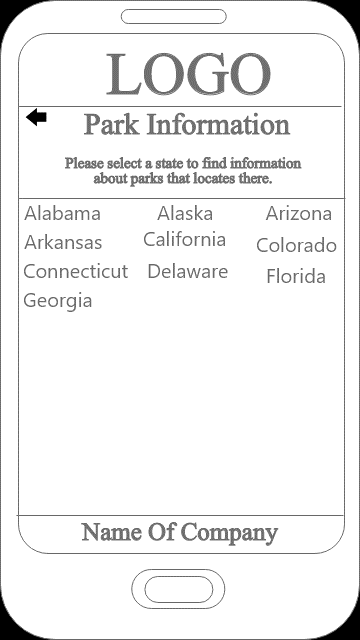 LOGO
Park Information
Please select a state to find information
about parks that locates there.
Alabama Alaska Arizona
Arkansas California Colorado
Connecticut Delaware Florida
Georgia
Name Of Company